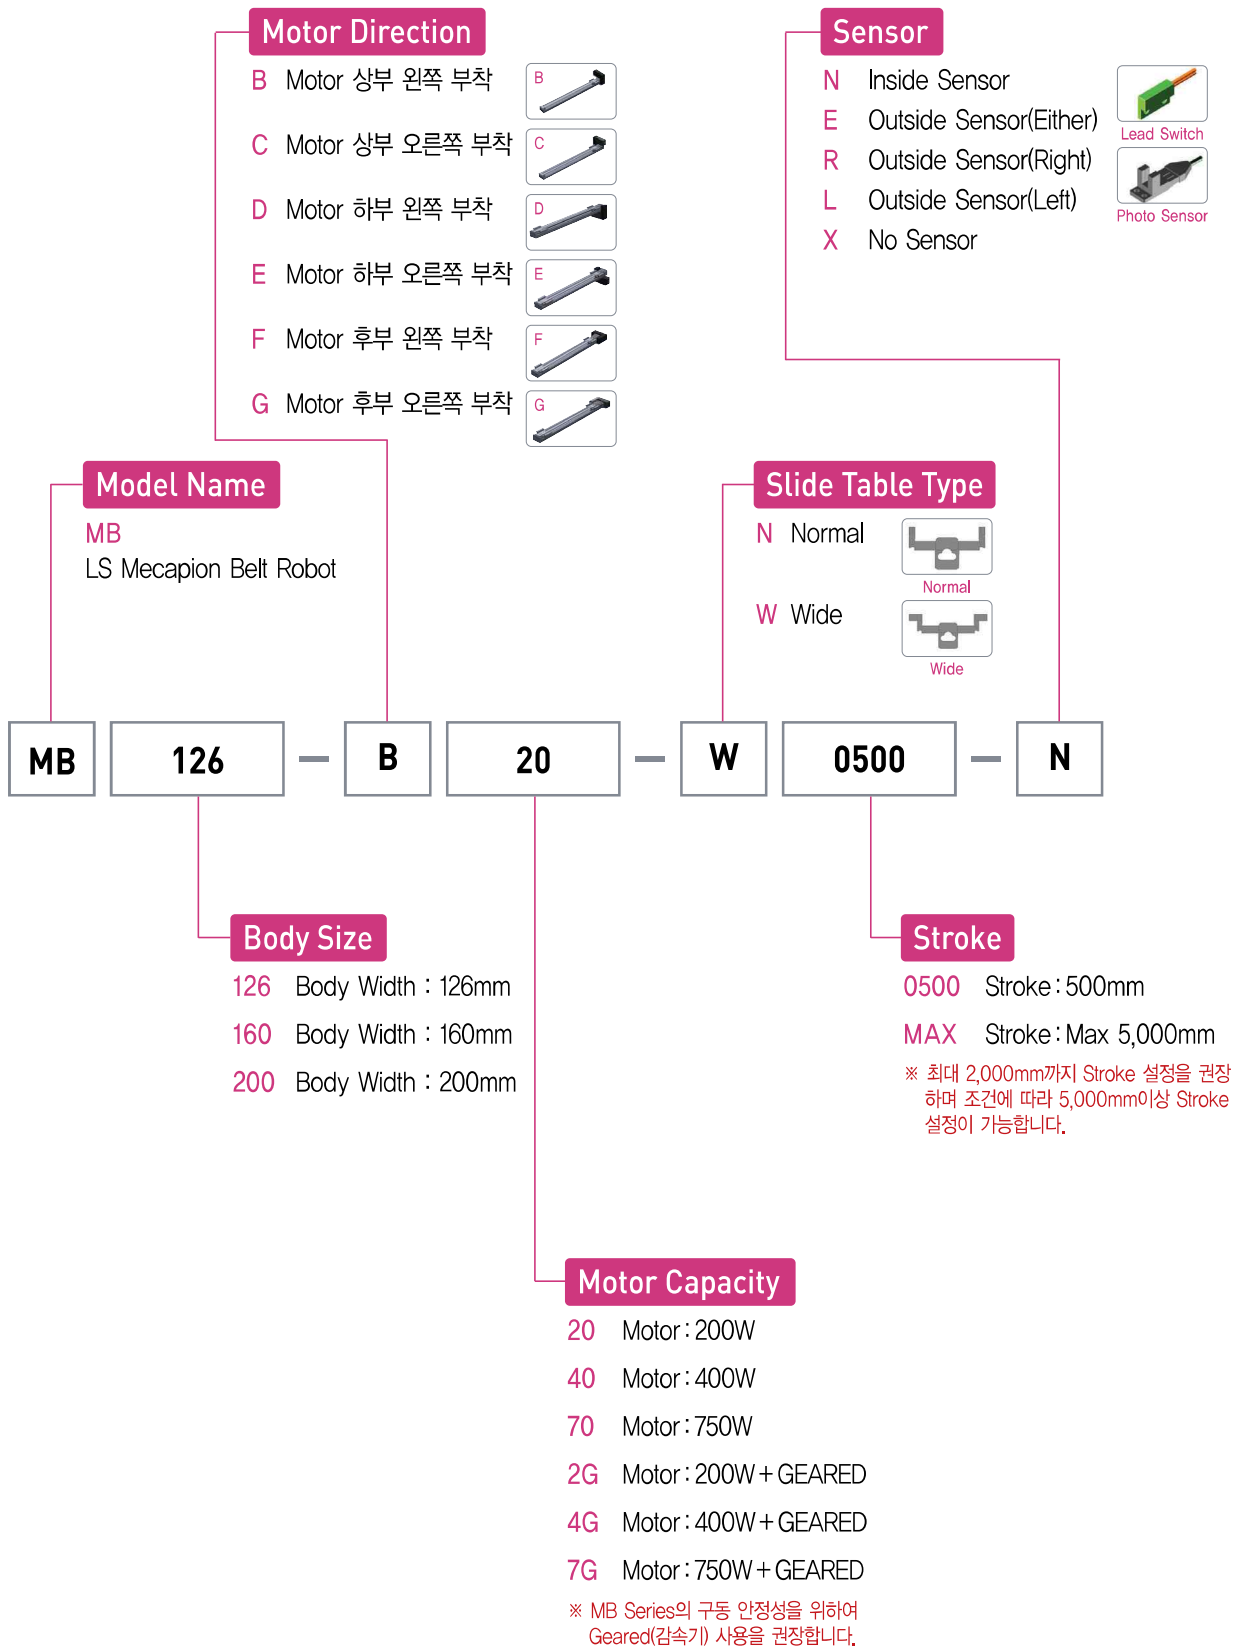 Motor Direction
B Motor 상부 왼쪽 부착
B
C Motor 상부 오른쪽 부착
C
D Motor 하부 왼쪽 부착
D
E Motor 하부 오른쪽 부착
E
F Motor 후부 왼쪽 부착
F
G Motor 후부 오른쪽 부착
G
Sensor
N Inside Sensor
E Outside Sensor(Either)
R Outside Sensor(Right)
L Outside Sensor(Left)
X No Sensor
Lead Switch
Photo Sensor
Model Name
MB
LS Mecapion Belt Robot
Slide Table Type
N Normal
Normal
W Wide
Wide
MB 126 — B 20 — W 0500 — N
Body Size
126 Body Width : 126mm
160 Body Width : 160mm
200 Body Width : 200mm
Stroke
0500 Stroke : 500mm
MAX Stroke : Max 5,000mm
※ 최대 2,000mm까지 Stroke 설정을 권장
하며 조건에 따라 5,000mm이상 Stroke
설정이 가능합니다.
Motor Capacity
20 Motor : 200W
40 Motor : 400W
70 Motor : 750W
2G Motor : 200W + GEARED
4G Motor : 400W + GEARED
7G Motor : 750W + GEARED
※ MB Series의 구동 안정성을 위하여
Geared(감속기) 사용을 권장합니다.